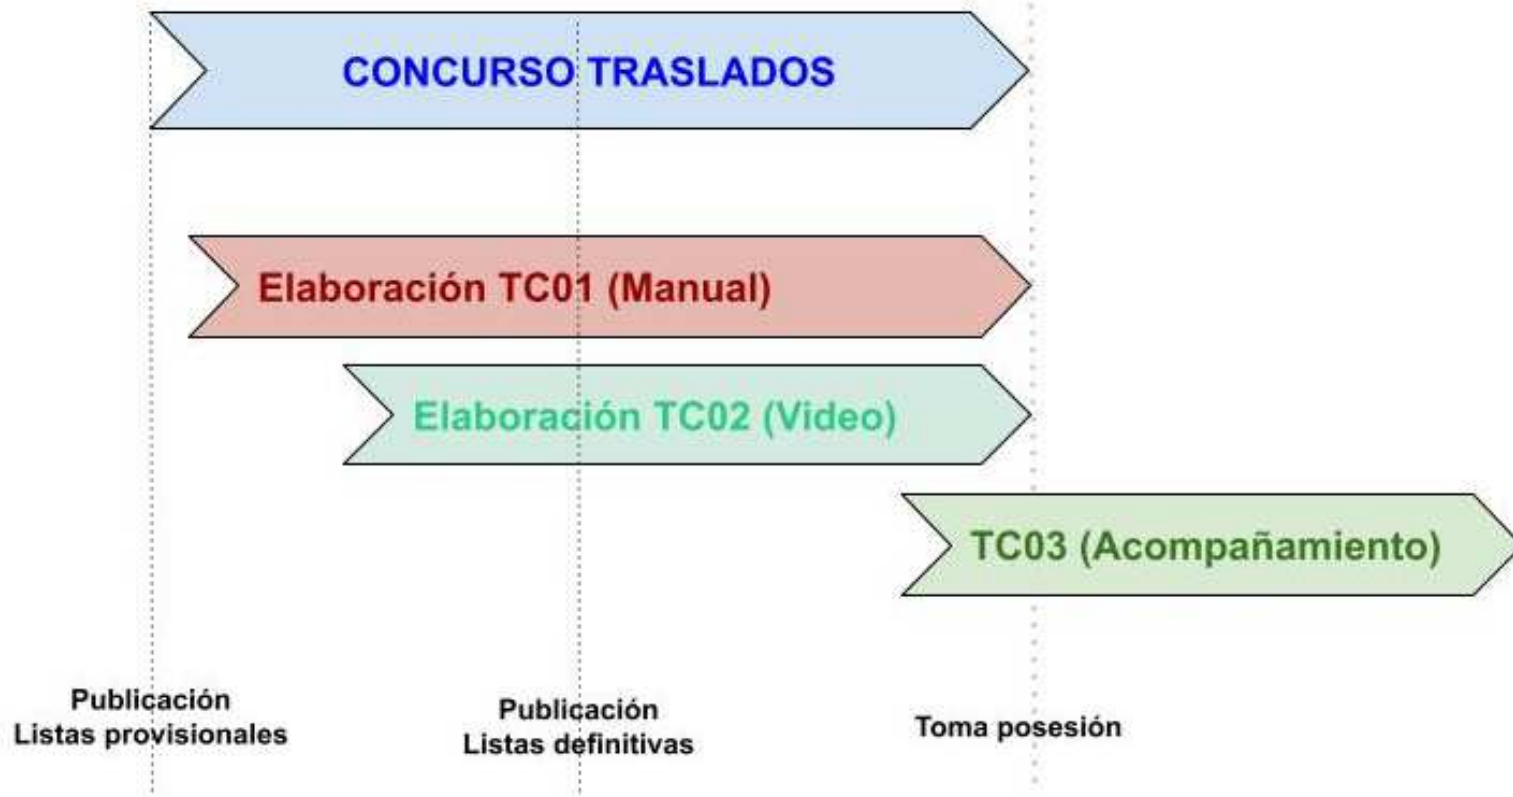 CONCURSO TRASLADOS
Elaboración TC01 (Manual)
Elaboración TC02 (Video)
TC03 (Acompañamiento)
Publicación
Listas provisionales
Publicación
Listas definitivas
Toma posesión